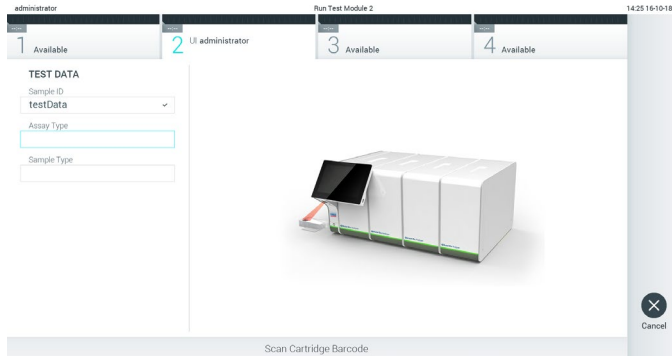 administrator
Run Test Module 2
14:25 16-10-18
--:--
--:--
--:--
--:--
1 Available
2 UI administrator
3 Available
4 Available
TEST DATA
Sample ID
testData
Assay Type
Sample Type
Cancel
Scan Cartridge Barcode